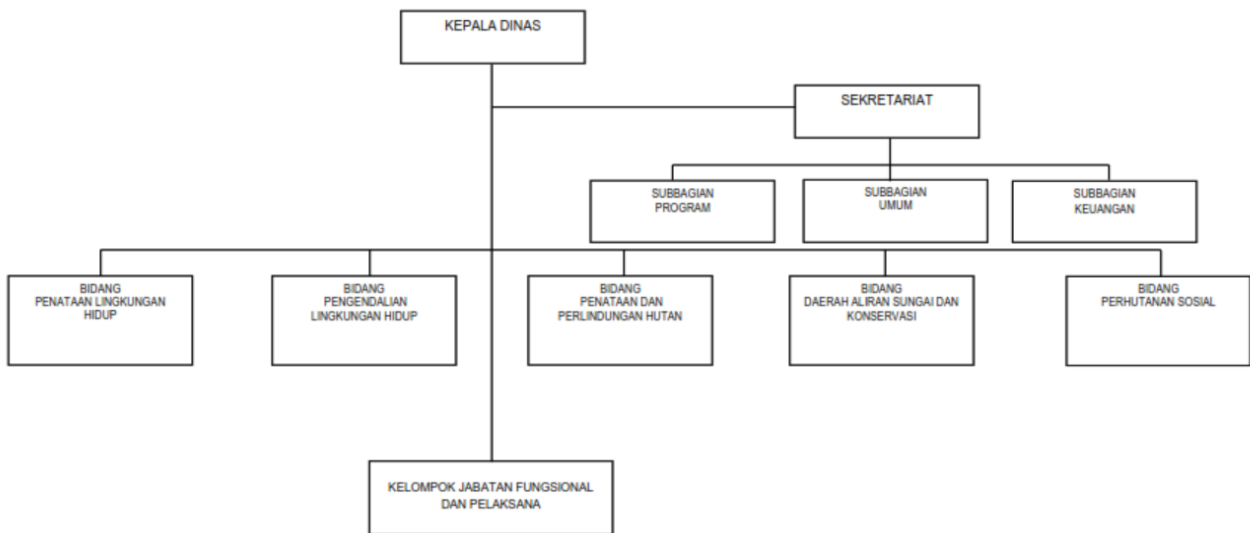 KEPALA DINAS
SEKRETARIAT
SUBBAGIAN
PROGRAM
SUBBAGIAN
UMUM
SUBBAGIAN
KEUANGAN
BIDANG
PENATAAN LINGKUNGAN
HIDUP
BIDANG
PENGENDALIAN
LINGKUNGAN HIDUP
BIDANG
PENATAAN DAN
PERLINDUNGAN HUTAN
BIDANG
DAERAH ALIRAN SUNGAI DAN
KONSERVASI
BIDANG
PERHUTANAN SOSIAL
KELOMPOK JABATAN FUNGSIONAL
DAN PELAKSANA